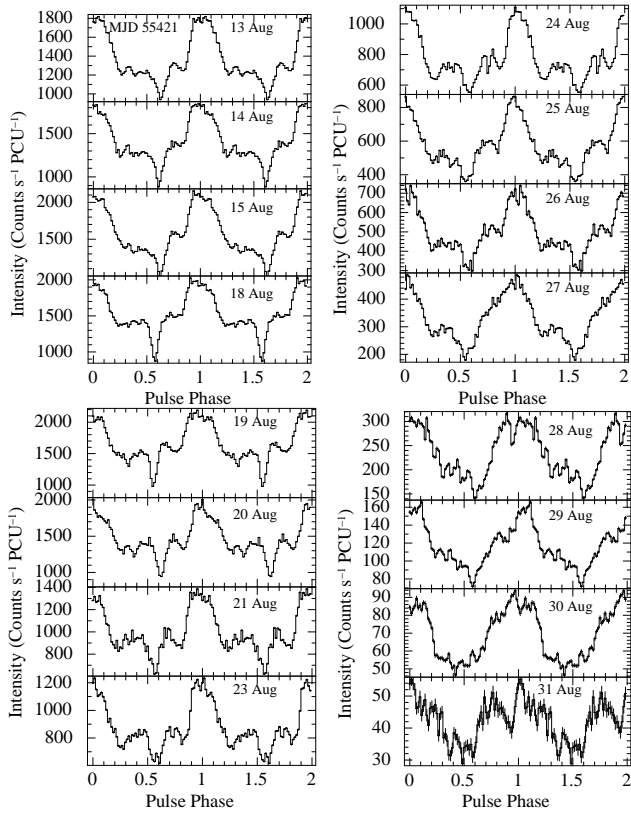 MJD 55421 13 Aug
1800
1600
1400
1200
1000
14 Aug
1500
1000
15 Aug
2000
1500
18 Aug
2000
1500
1000
0 0.5 1 1.5 2
Pulse Phase
Intensity (Counts s⁻¹ PCU⁻¹)
24 Aug
1000
800
600
25 Aug
800
600
400
26 Aug
700
600
500
400
300
27 Aug
400
300
200
0 0.5 1 1.5 2
Pulse Phase
Intensity (Counts s⁻¹ PCU⁻¹)
19 Aug
2000
1500
1000
20 Aug
2000
1500
1000
21 Aug
1400
1200
1000
800
23 Aug
1200
1000
800
0 0.5 1 1.5 2
Pulse Phase
Intensity (Counts s⁻¹ PCU⁻¹)
28 Aug
300
250
200
150
29 Aug
160
140
120
100
80
30 Aug
90
80
70
60
50
31 Aug
50
40
30
0 0.5 1 1.5 2
Pulse Phase
Intensity (Counts s⁻¹ PCU⁻¹)